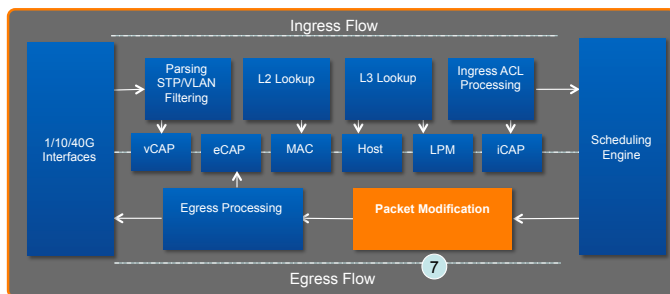 Ingress Flow
Parsing
STP/VLAN
Filtering
L2 Lookup
L3 Lookup
Ingress ACL
Processing
1/10/40G
Interfaces
vCAP
eCAP
MAC
Host
LPM
iCAP
Scheduling
Engine
Egress Processing
Packet Modification
7
Egress Flow